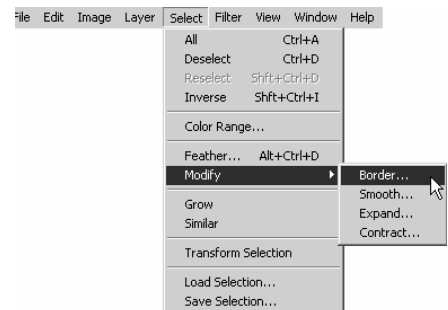 File Edit Image Layer Select Filter View Window Help
All Ctrl+A
Deselect Ctrl+D
Reselect Shft+Ctrl+D
Inverse Shft+Ctrl+I
Color Range...
Feather... Alt+Ctrl+D
Modify
Border...
Smooth...
Expand...
Contract...
Grow
Similar
Transform Selection
Load Selection...
Save Selection...